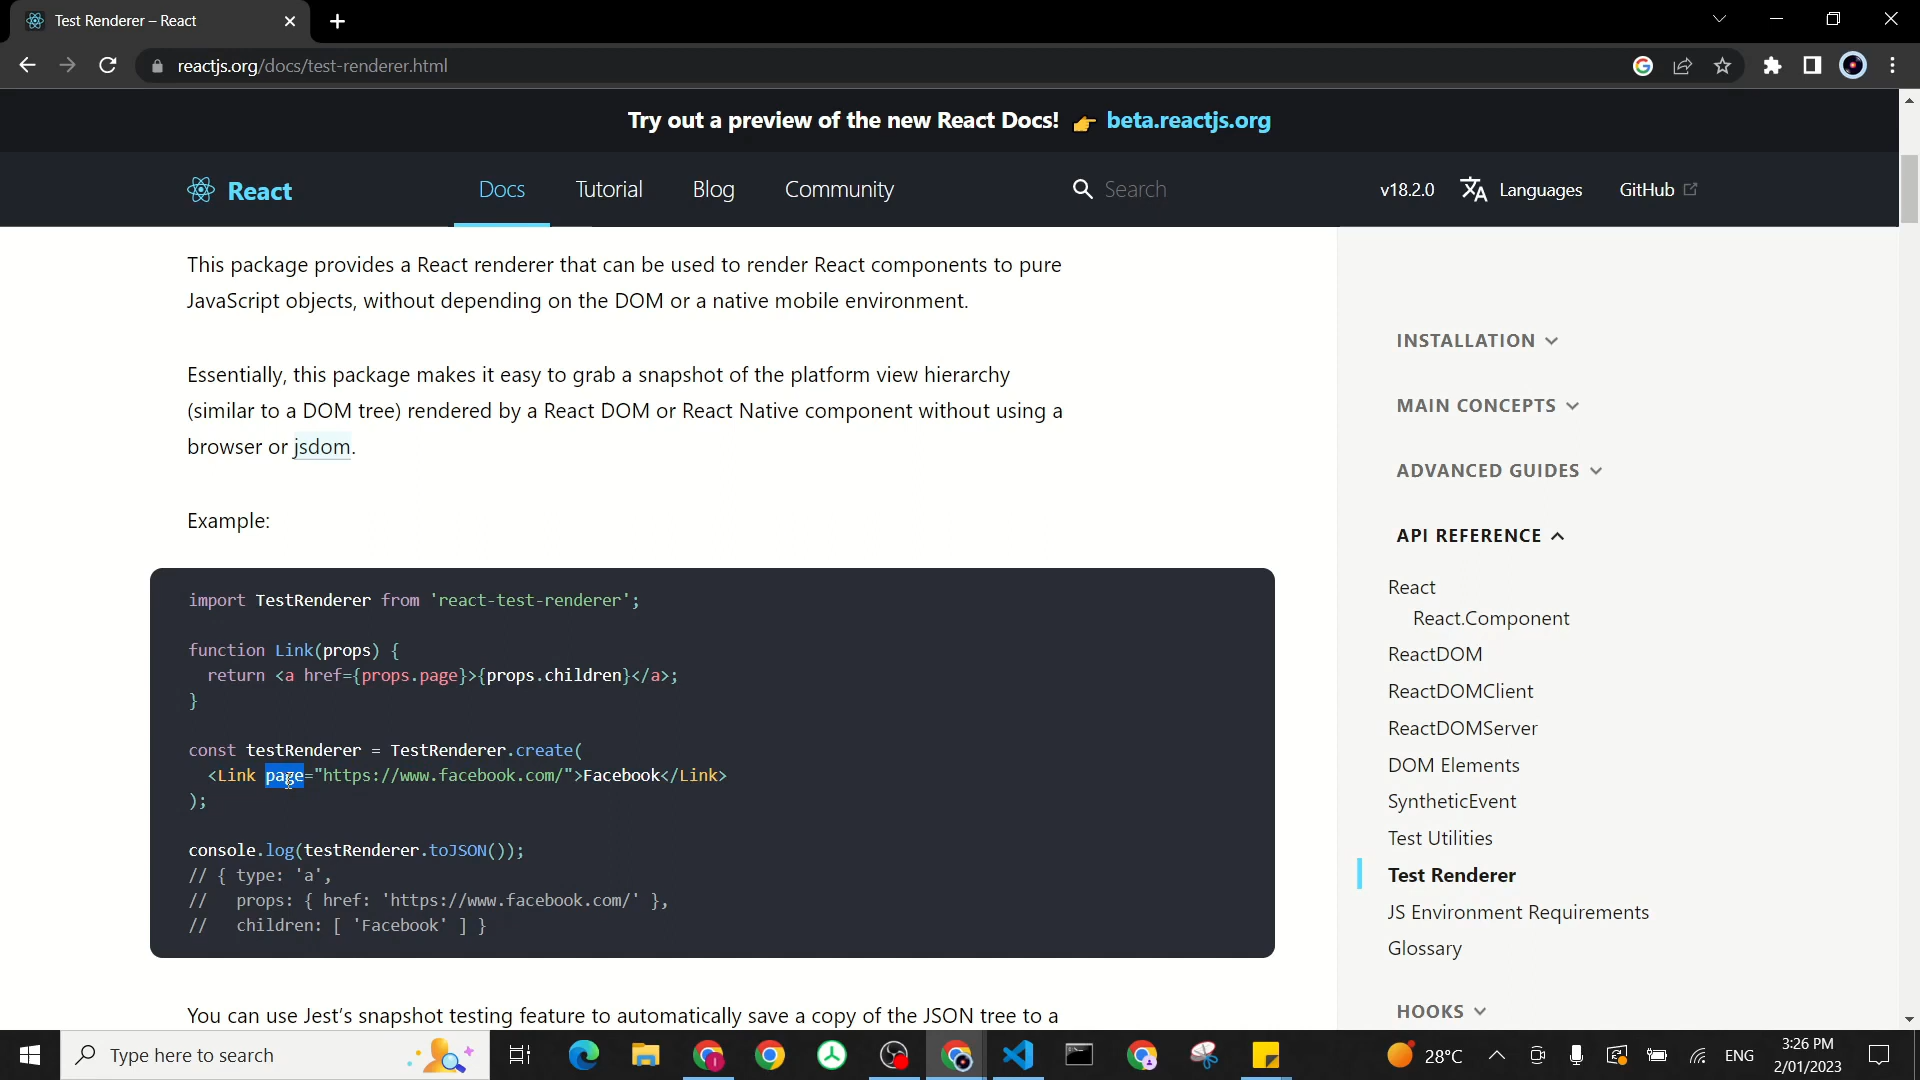 Test Renderer – React
reactjs.org/docs/test-renderer.html
Try out a preview of the new React Docs! 👉 beta.reactjs.org
React
Docs
Tutorial
Blog
Community
Search
v18.2.0
Languages
GitHub
This package provides a React renderer that can be used to render React components to pure
JavaScript objects, without depending on the DOM or a native mobile environment.
Essentially, this package makes it easy to grab a snapshot of the platform view hierarchy
(similar to a DOM tree) rendered by a React DOM or React Native component without using a
browser or jsdom.
Example:
import TestRenderer from 'react-test-renderer';
function Link(props) {
  return <a href={props.page}>{props.children}</a>;
}
const testRenderer = TestRenderer.create(
  <Link page="https://www.facebook.com/">Facebook</Link>
);
console.log(testRenderer.toJSON());
// { type: 'a',
//   props: { href: 'https://www.facebook.com/' },
//   children: [ 'Facebook' ] }
You can use Jest’s snapshot testing feature to automatically save a copy of the JSON tree to a
INSTALLATION
MAIN CONCEPTS
ADVANCED GUIDES
API REFERENCE
React
React.Component
ReactDOM
ReactDOMClient
ReactDOMServer
DOM Elements
SyntheticEvent
Test Utilities
Test Renderer
JS Environment Requirements
Glossary
HOOKS
Type here to search
28°C
ENG
3:26 PM
2/01/2023